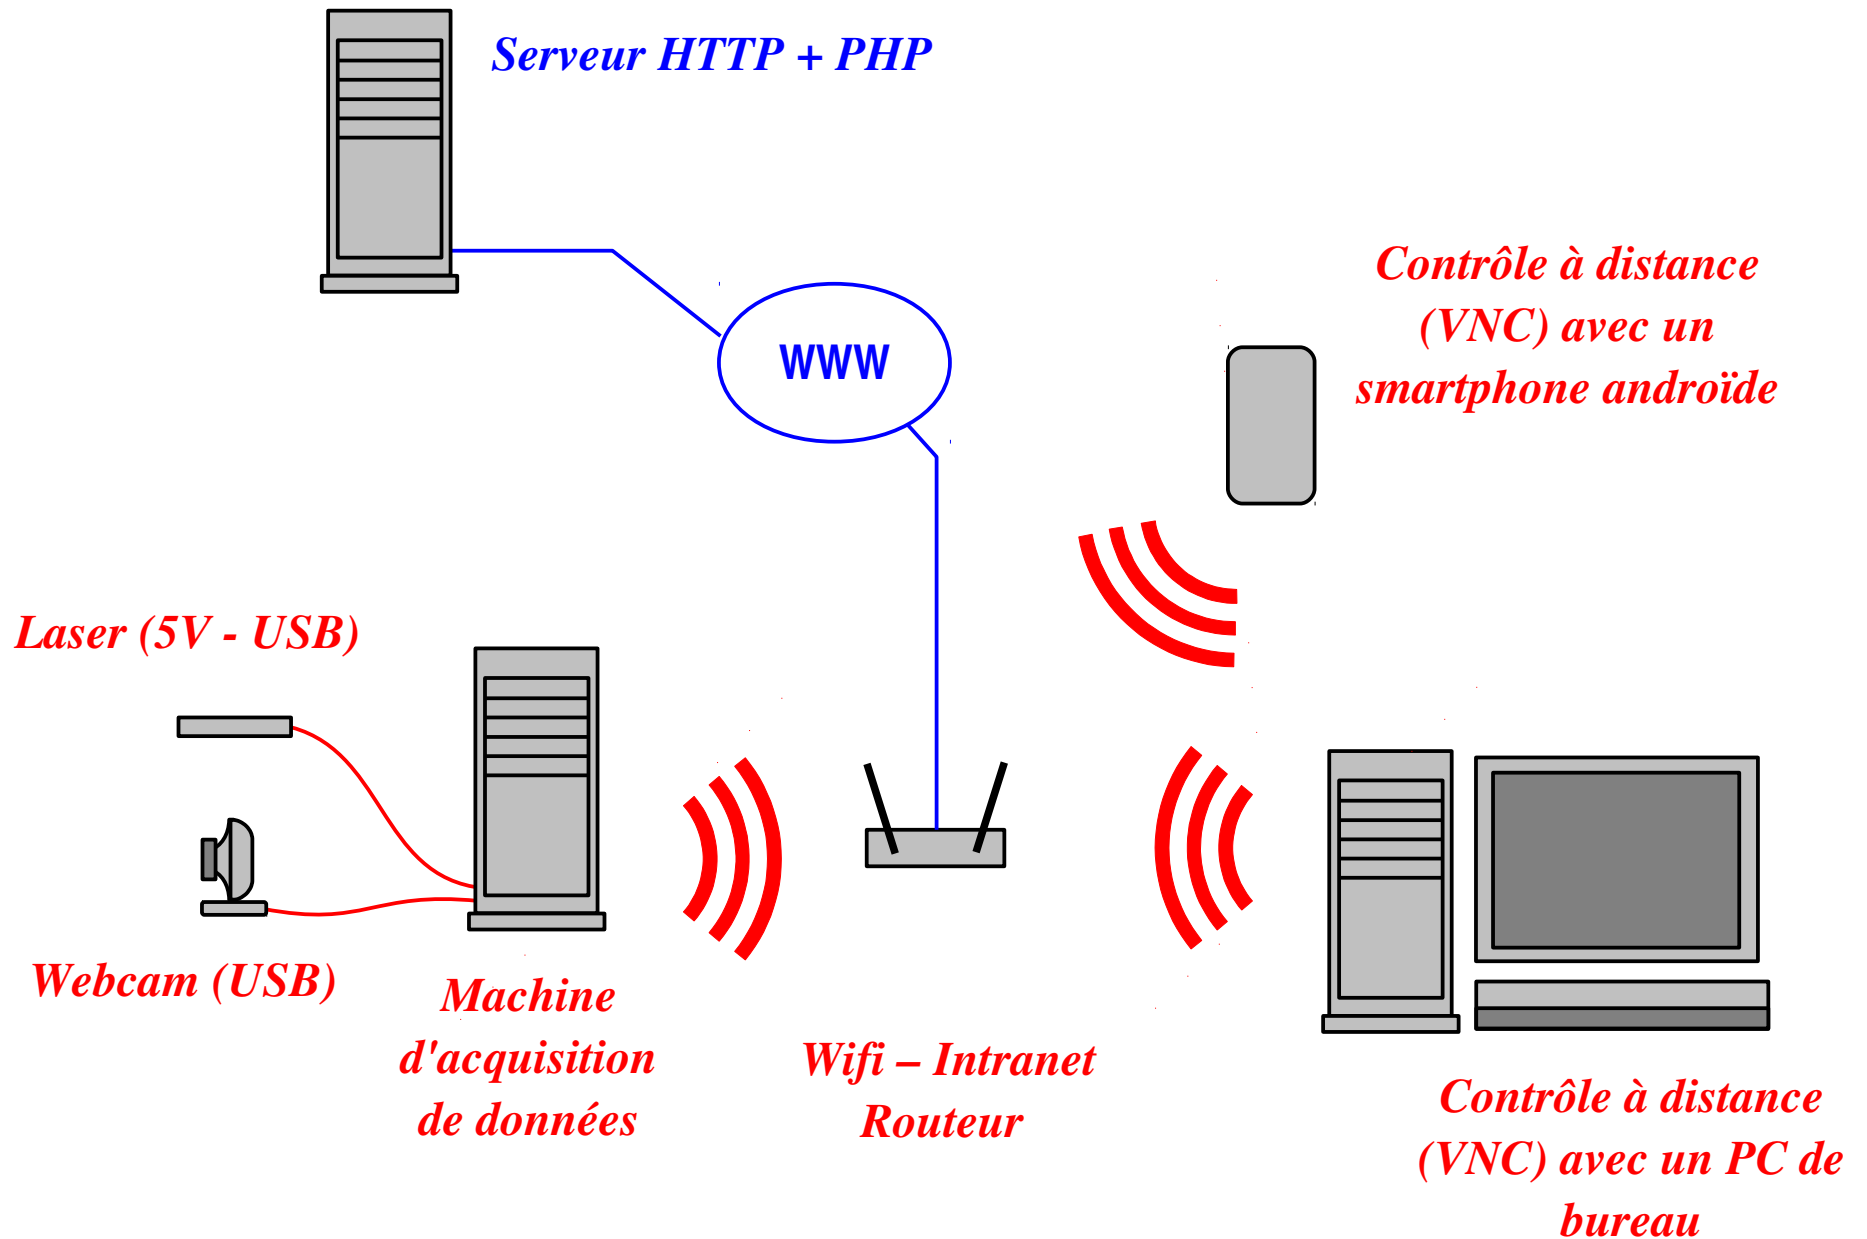 Serveur HTTP + PHP
WWW
Contrôle à distance
(VNC) avec un
smartphone androïde
Laser (5V - USB)
Webcam (USB)
Machine
d'acquisition
de données
Wifi – Intranet
Routeur
Contrôle à distance
(VNC) avec un PC de
bureau